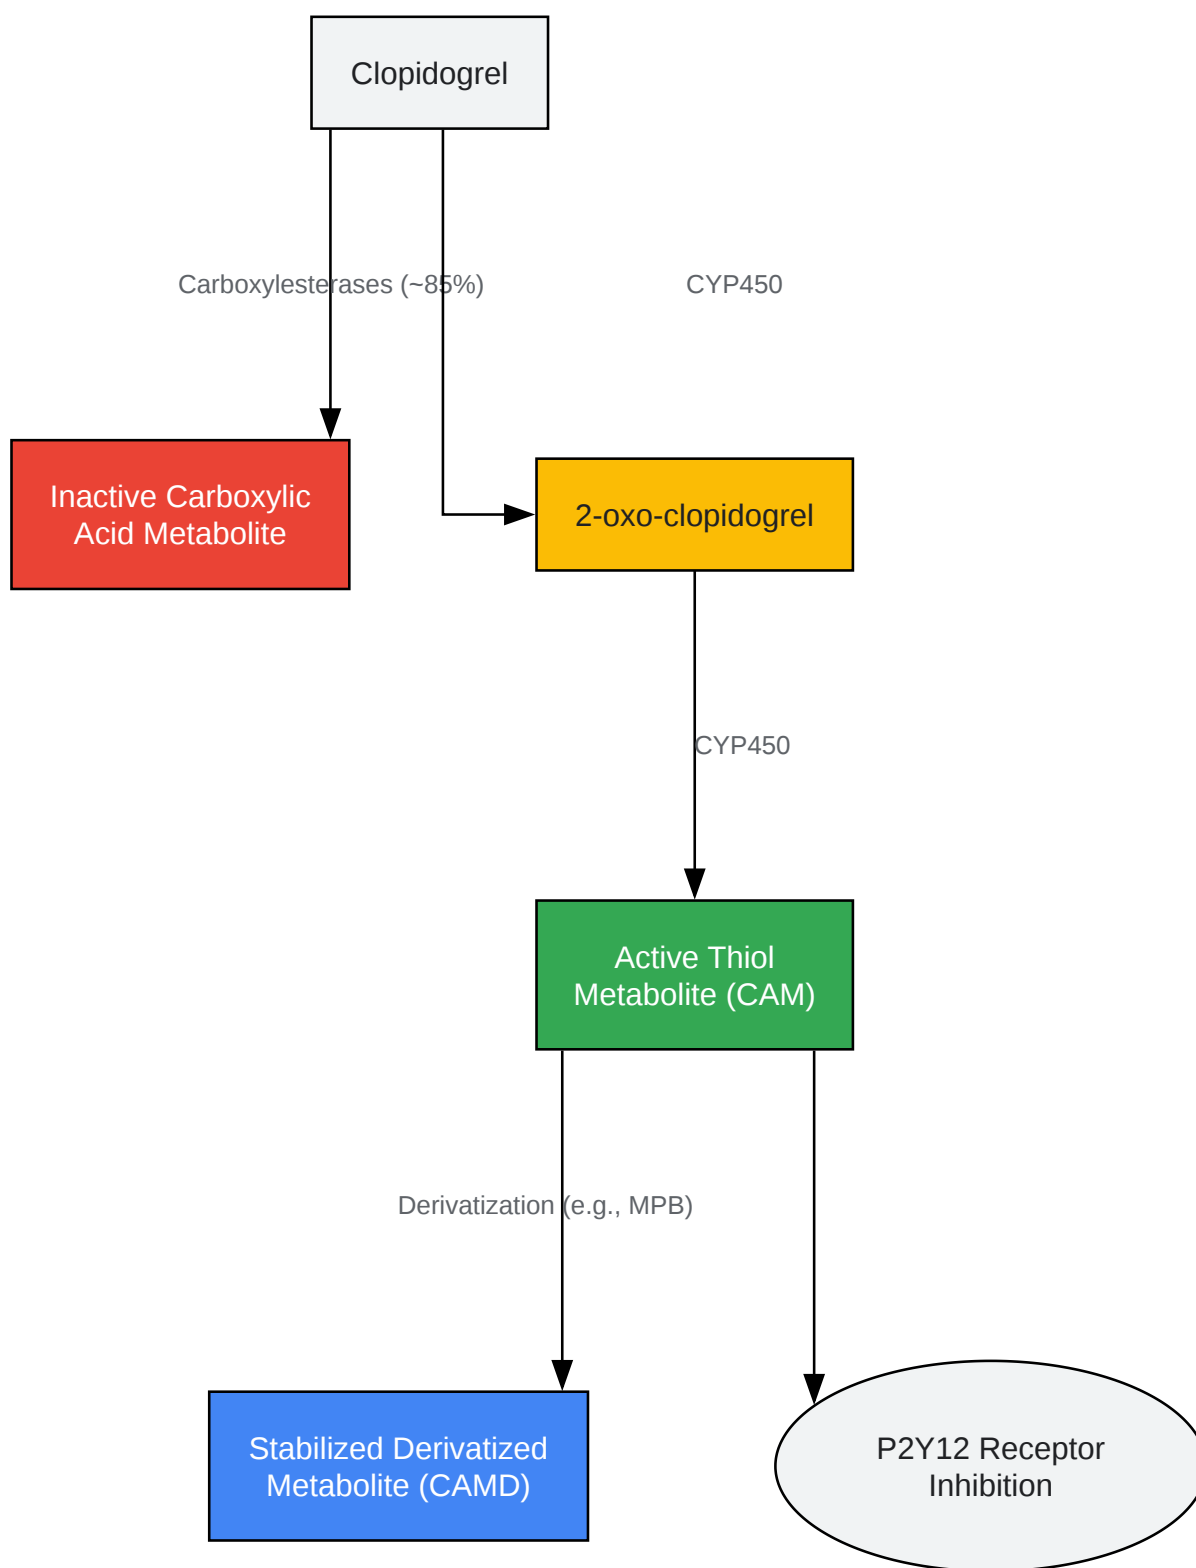 Clopidogrel
Carboxylesterases (~85%)
CYP450
Inactive Carboxylic
Acid Metabolite
2-oxo-clopidogrel
CYP450
Active Thiol
Metabolite (CAM)
Derivatization (e.g., MPB)
Stabilized Derivatized
Metabolite (CAMD)
P2Y12 Receptor
Inhibition